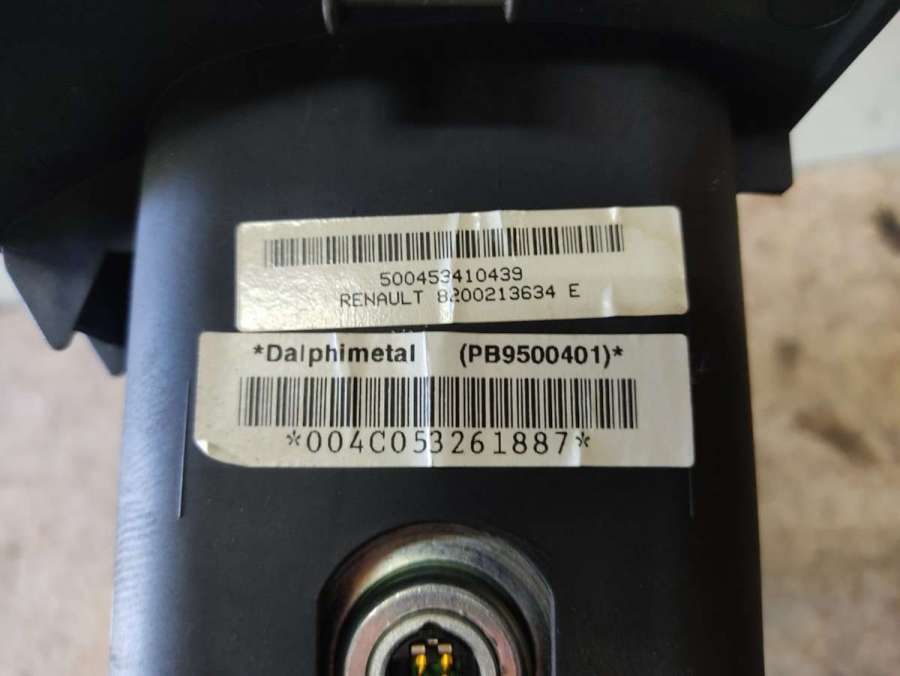 500453410439
RENAULT 8200213634 E
*Dalphimetal (PB9500401)*
*004C053261887*